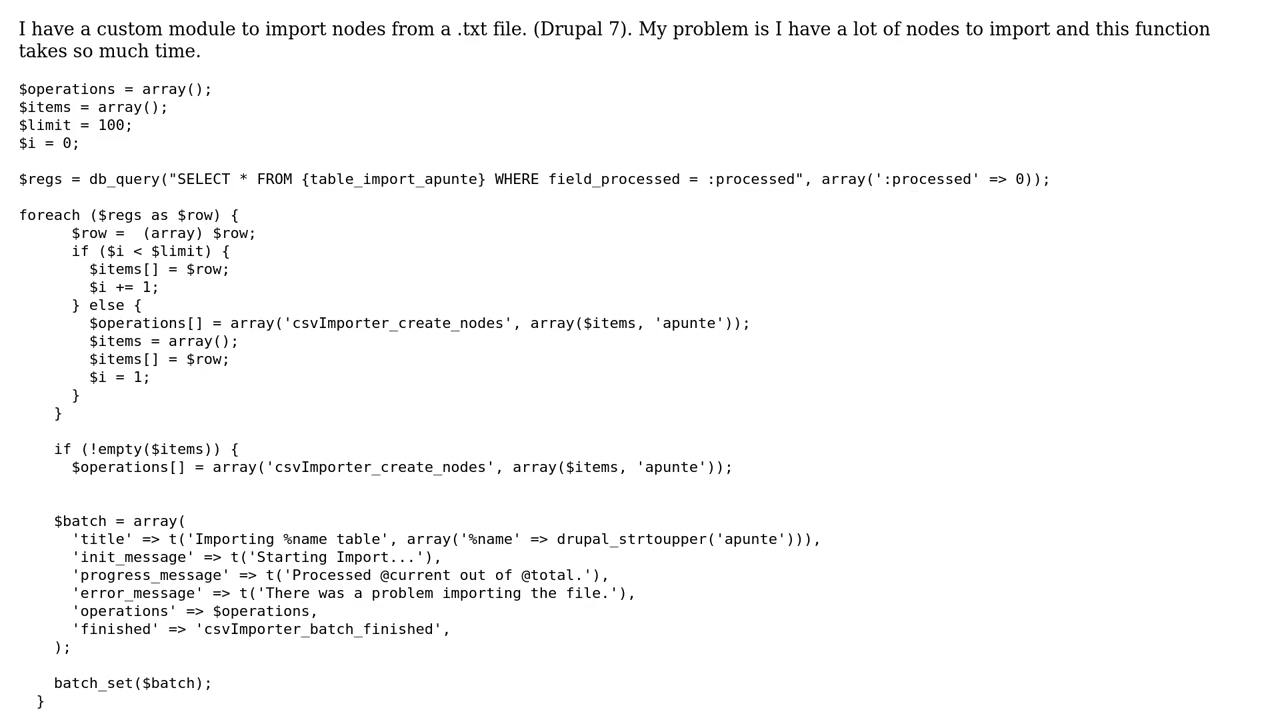 I have a custom module to import nodes from a .txt file. (Drupal 7). My problem is I have a lot of nodes to import and this function
takes so much time.
$operations = array();
$items = array();
$limit = 100;
$i = 0;
$regs = db_query("SELECT * FROM {table_import_apunte} WHERE field_processed = :processed", array(':processed' => 0));
foreach ($regs as $row) {
      $row =  (array) $row;
      if ($i < $limit) {
        $items[] = $row;
        $i += 1;
      } else {
        $operations[] = array('csvImporter_create_nodes', array($items, 'apunte'));
        $items = array();
        $items[] = $row;
        $i = 1;
      }
    }
    if (!empty($items)) {
      $operations[] = array('csvImporter_create_nodes', array($items, 'apunte'));
    $batch = array(
      'title' => t('Importing %name table', array('%name' => drupal_strtoupper('apunte'))),
      'init_message' => t('Starting Import...'),
      'progress_message' => t('Processed @current out of @total.'),
      'error_message' => t('There was a problem importing the file.'),
      'operations' => $operations,
      'finished' => 'csvImporter_batch_finished',
    );
    batch_set($batch);
  }